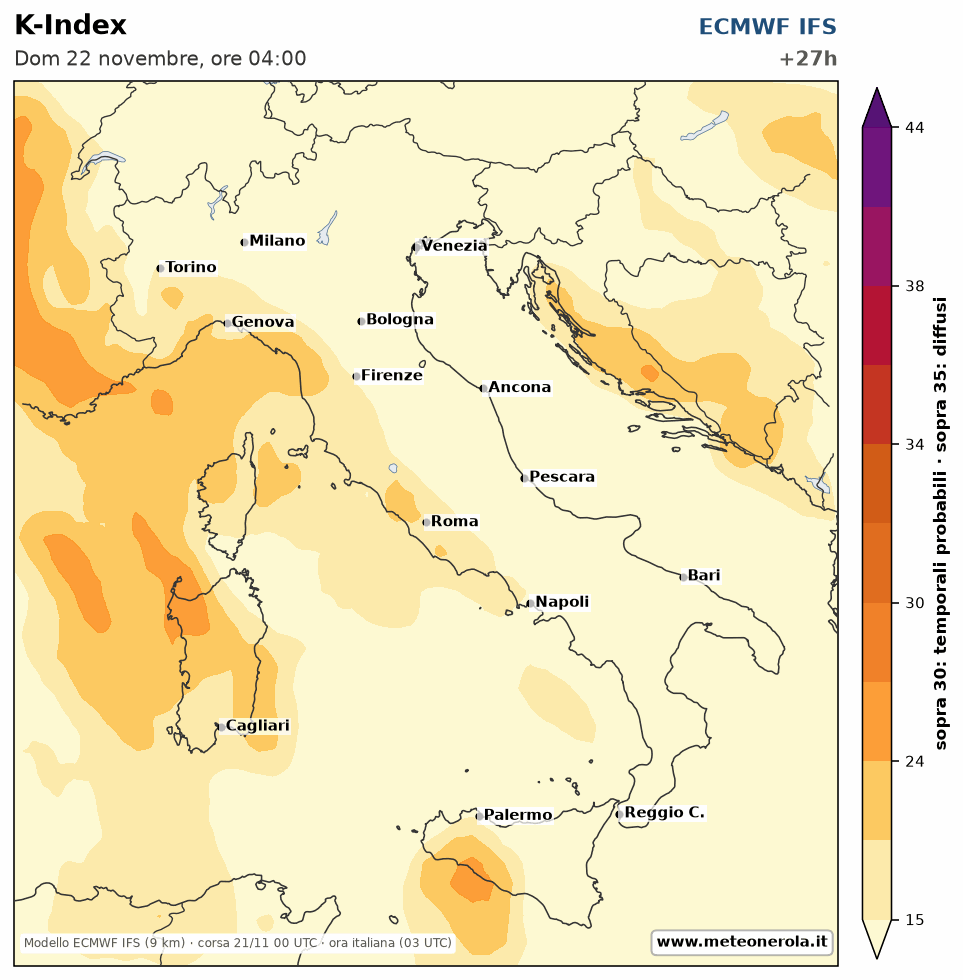 K-Index
ECMWF IFS
Dom 22 novembre, ore 04:00
+27h
44
38
34
30
24
15
sopra 30: temporali probabili · sopra 35: diffusi
Milano
Venezia
Torino
Genova
Bologna
Firenze
Ancona
Pescara
Roma
Bari
Napoli
Cagliari
Palermo
Reggio C.
Modello ECMWF IFS (9 km) · corsa 21/11 00 UTC · ora italiana (03 UTC)
www.meteonerola.it